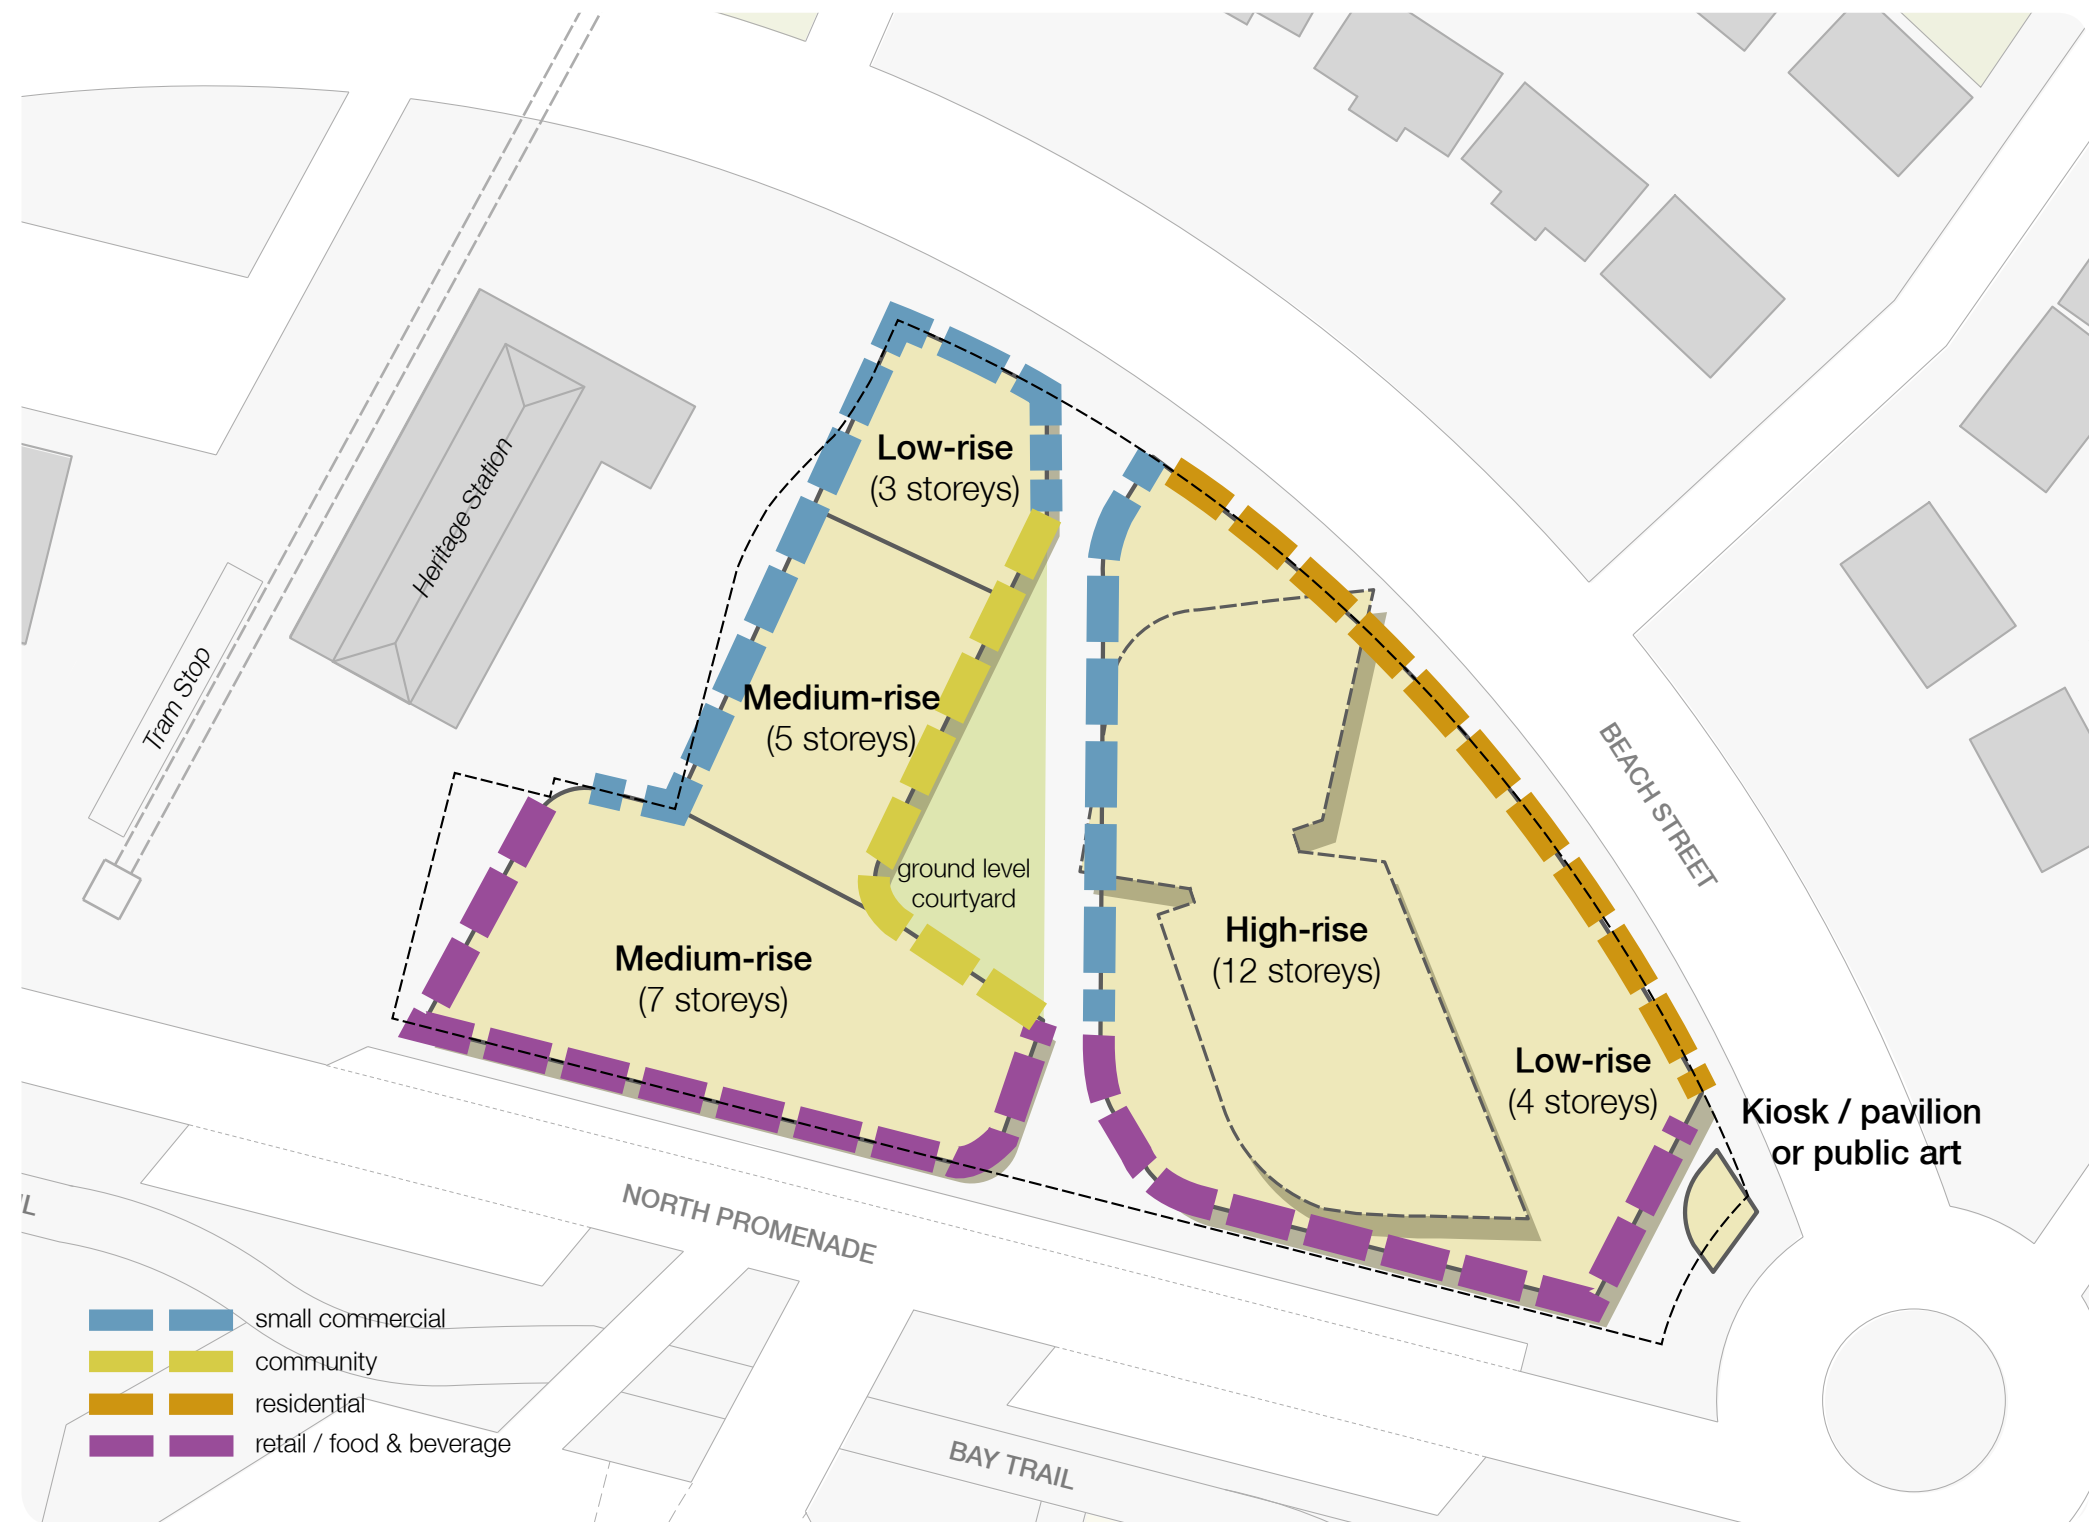 Low-rise
(3 storeys)
Heritage Station
Tram Stop
Medium-rise
(5 storeys)
BEACH STREET
ground level
courtyard
High-rise
(12 storeys)
Medium-rise
(7 storeys)
Low-rise
(4 storeys)
Kiosk / pavilion
or public art
NORTH PROMENADE
small commercial
community
residential
retail / food & beverage
BAY TRAIL